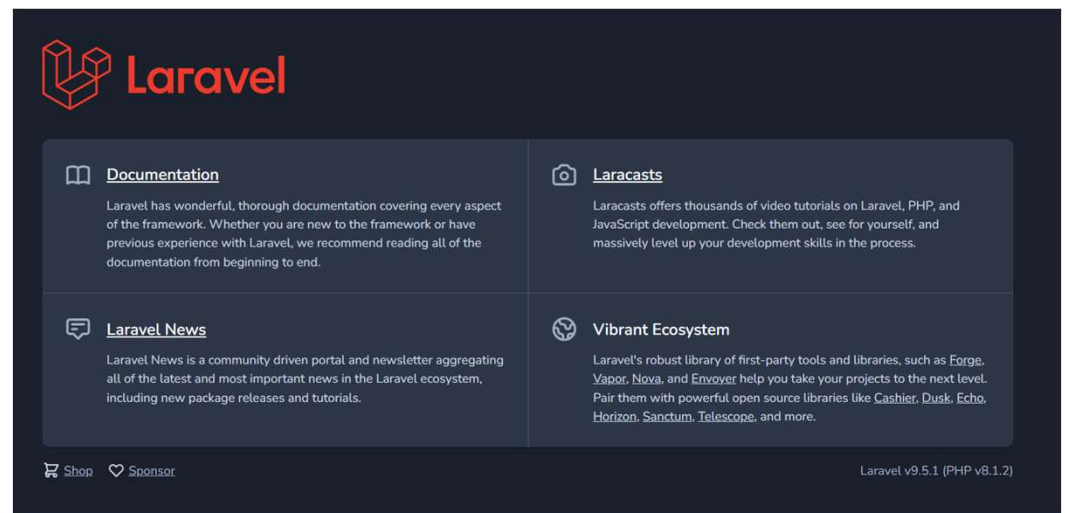 Laravel
Documentation
Laravel has wonderful, thorough documentation covering every aspect
of the framework. Whether you are new to the framework or have
previous experience with Laravel, we recommend reading all of the
documentation from beginning to end.
Laracasts
Laracasts offers thousands of video tutorials on Laravel, PHP, and
JavaScript development. Check them out, see for yourself, and
massively level up your development skills in the process.
Laravel News
Laravel News is a community driven portal and newsletter aggregating
all of the latest and most important news in the Laravel ecosystem,
including new package releases and tutorials.
Vibrant Ecosystem
Laravel's robust library of first-party tools and libraries, such as Forge,
Vapor, Nova, and Envoyer help you take your projects to the next level.
Pair them with powerful open source libraries like Cashier, Dusk, Echo,
Horizon, Sanctum, Telescope, and more.
Shop
Sponsor
Laravel v9.5.1 (PHP v8.1.2)